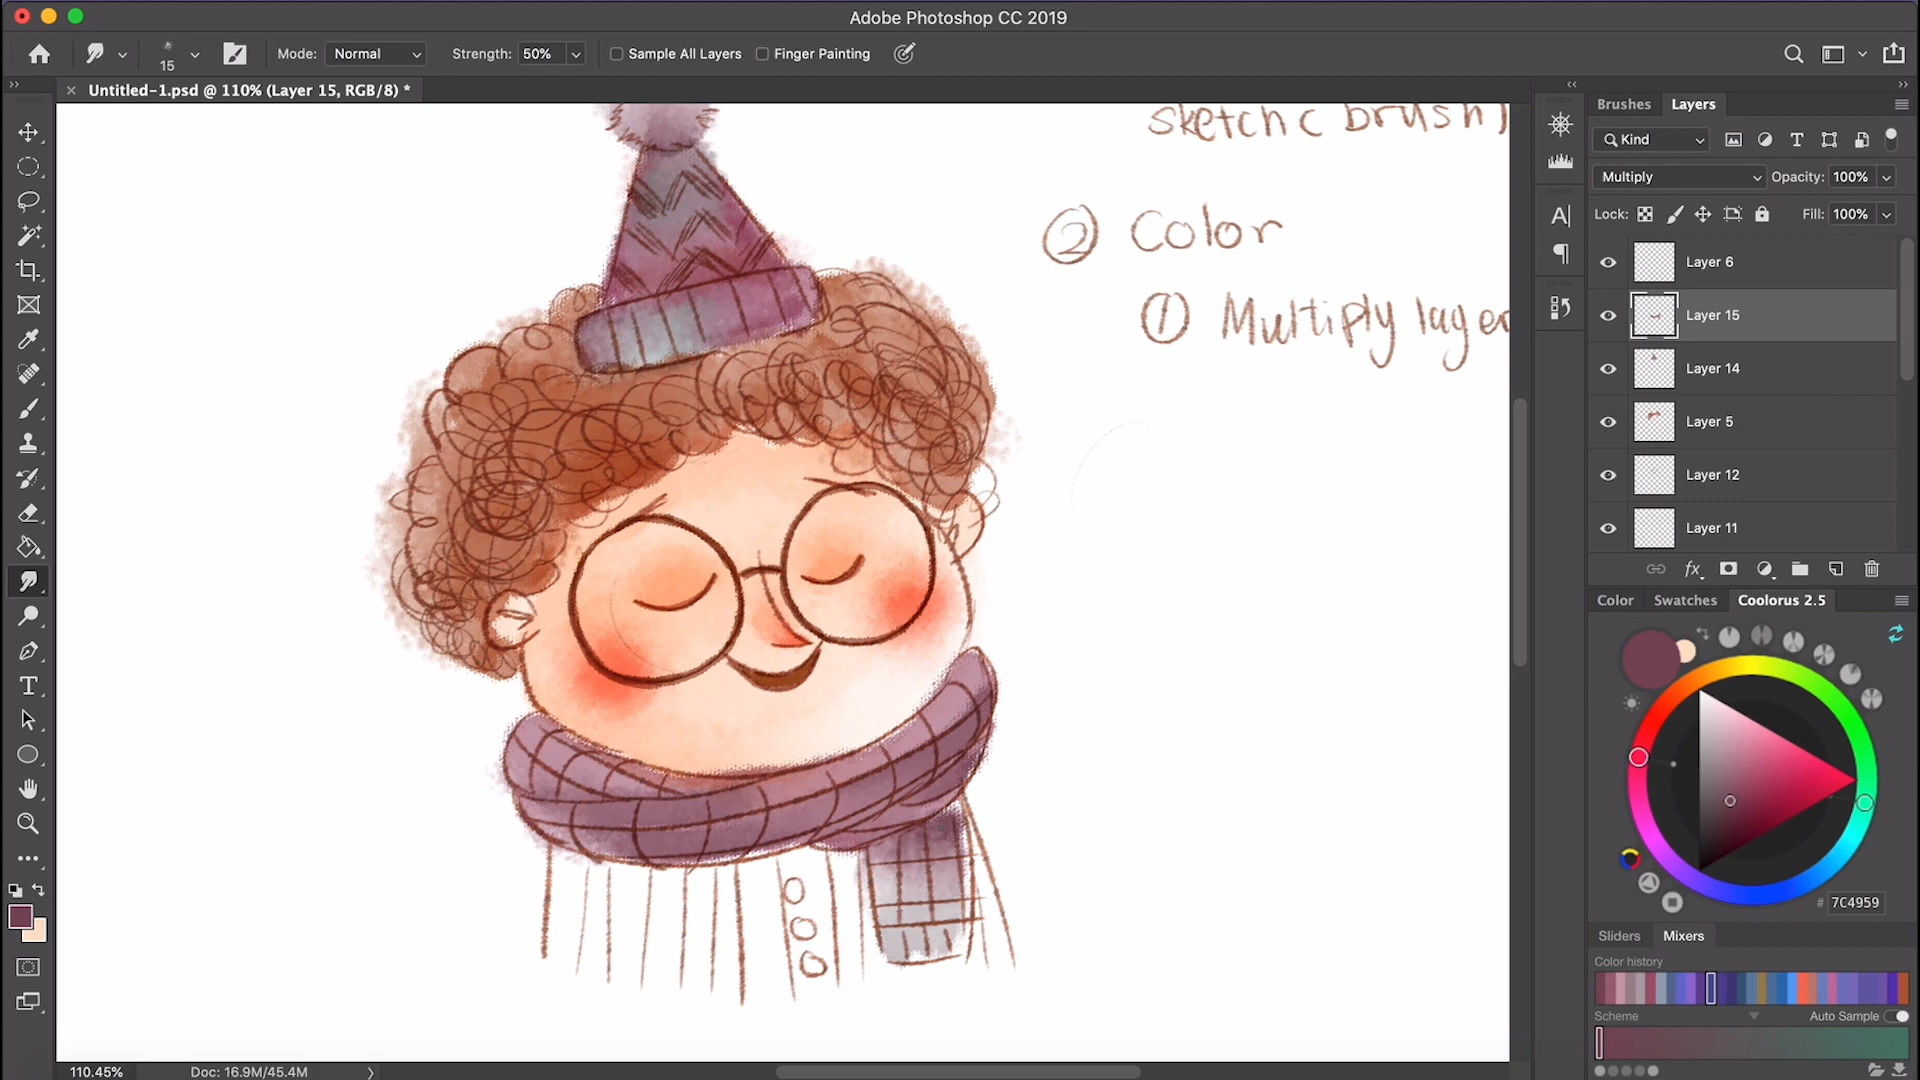 Adobe Photoshop CC 2019
15
Mode: Normal Strength: 50% Sample All Layers Finger Painting
× Untitled-1.psd @ 110% (Layer 15, RGB/8) *
Brushes Layers
Kind
Multiply Opacity: 100%
Lock: Fill: 100%
Layer 6
Layer 15
Layer 14
Layer 5
Layer 12
Layer 11
fx
sketch c brush)
② Color
① Multiply layer
Color Swatches Coolorus 2.5
# 7C4959
Sliders Mixers
Color history
Scheme Auto Sample
110.45% Doc: 16.9M/45.4M